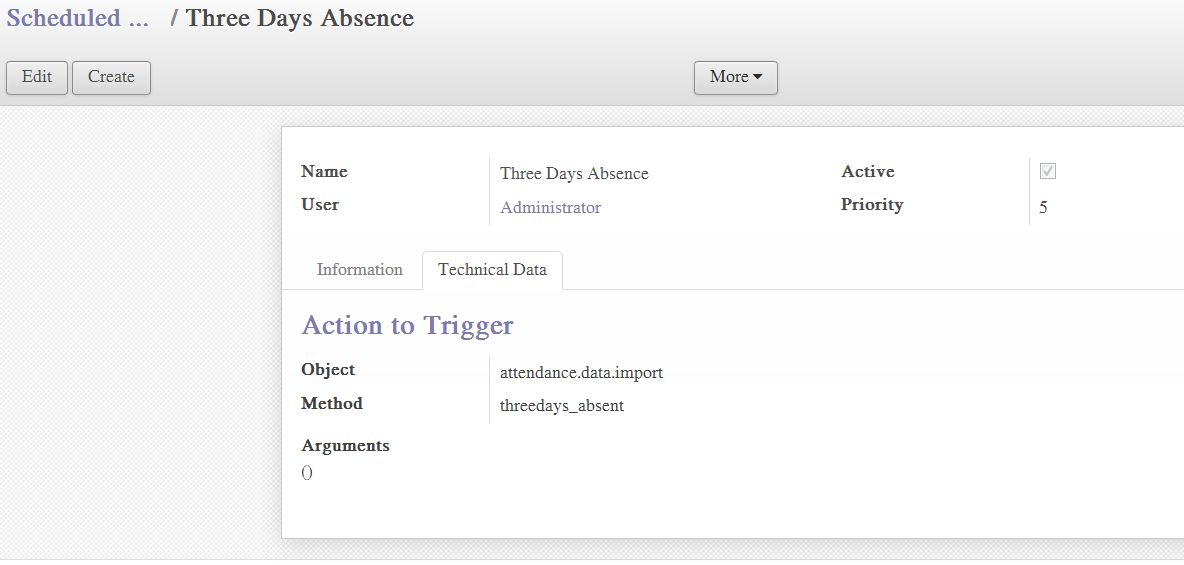 Scheduled ... / Three Days Absence
Edit Create More
Name Three Days Absence Active
User Administrator Priority 5
Information Technical Data
Action to Trigger
Object attendance.data.import
Method threedays_absent
Arguments
()